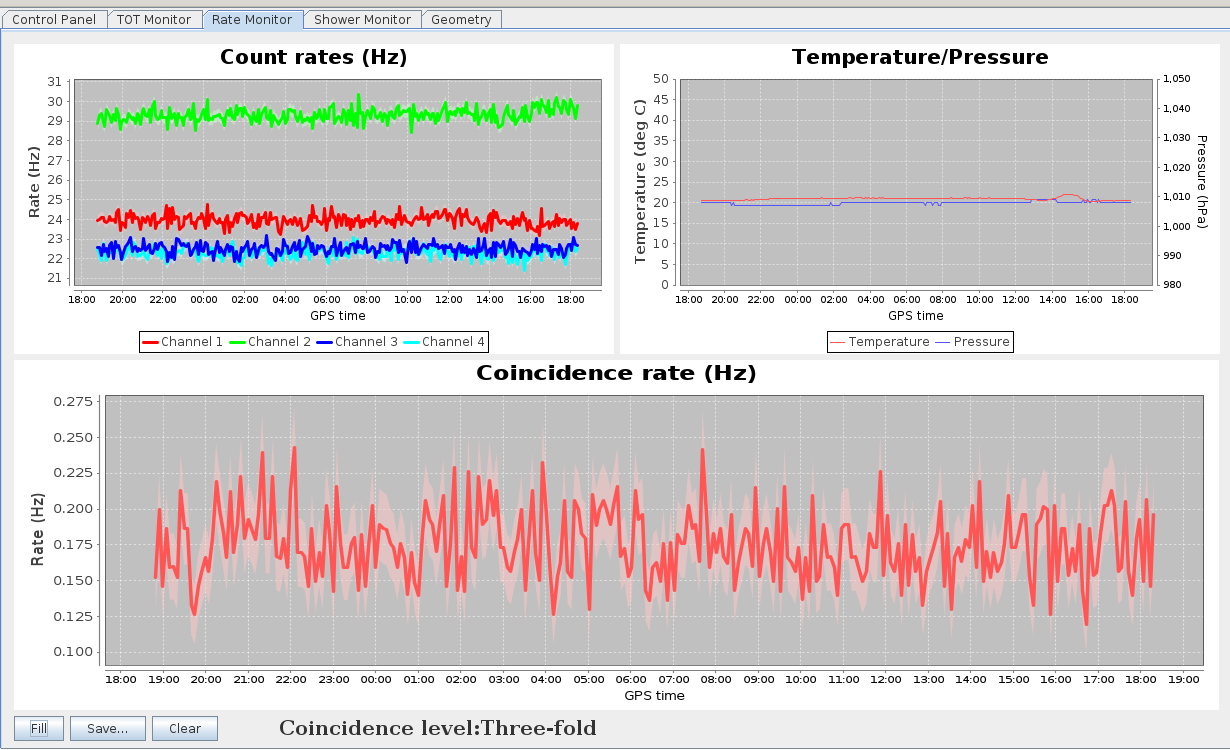 Control Panel TOT Monitor Rate Monitor Shower Monitor Geometry
Count rates (Hz)
31
30
29
28
27
26
25
24
23
22
21
Rate (Hz)
18:00 20:00 22:00 00:00 02:00 04:00 06:00 08:00 10:00 12:00 14:00 16:00 18:00
GPS time
Channel 1 Channel 2 Channel 3 Channel 4
Temperature/Pressure
50
45
40
35
30
25
20
15
10
5
0
Temperature (deg C)
1,050
1,040
1,030
1,020
1,010
1,000
990
980
Pressure (hPa)
18:00 20:00 22:00 00:00 02:00 04:00 06:00 08:00 10:00 12:00 14:00 16:00 18:00
GPS time
Temperature Pressure
Coincidence rate (Hz)
0.275
0.250
0.225
0.200
0.175
0.150
0.125
0.100
Rate (Hz)
18:00 19:00 20:00 21:00 22:00 23:00 00:00 01:00 02:00 03:00 04:00 05:00 06:00 07:00 08:00 09:00 10:00 11:00 12:00 13:00 14:00 15:00 16:00 17:00 18:00 19:00
GPS time
Fill Save... Clear Coincidence level:Three-fold